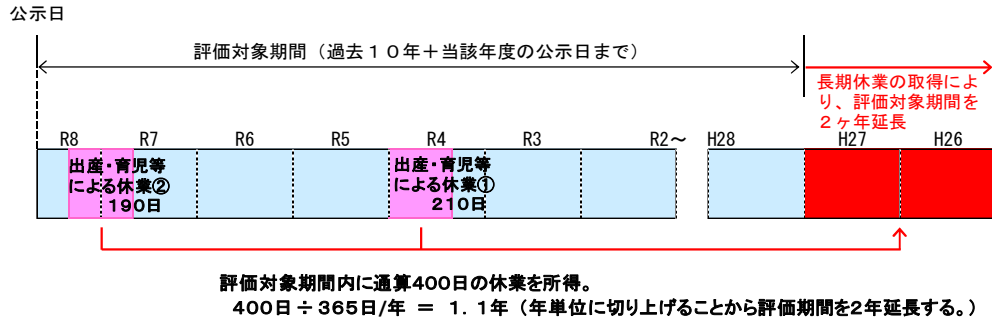 公示日
評価対象期間（過去１０年＋当該年度の公示日まで）
長期休業の取得によ
り、評価対象期間を
２ヶ年延長
R8 R7 R6 R5 R4 R3 R2～ H28 H27 H26
出産・育児等
による休業②
190日
出産・育児等
による休業①
210日
評価対象期間内に通算400日の休業を所得。
400日÷365日/年 ＝ １．１年（年単位に切り上げることから評価期間を2年延長する。）